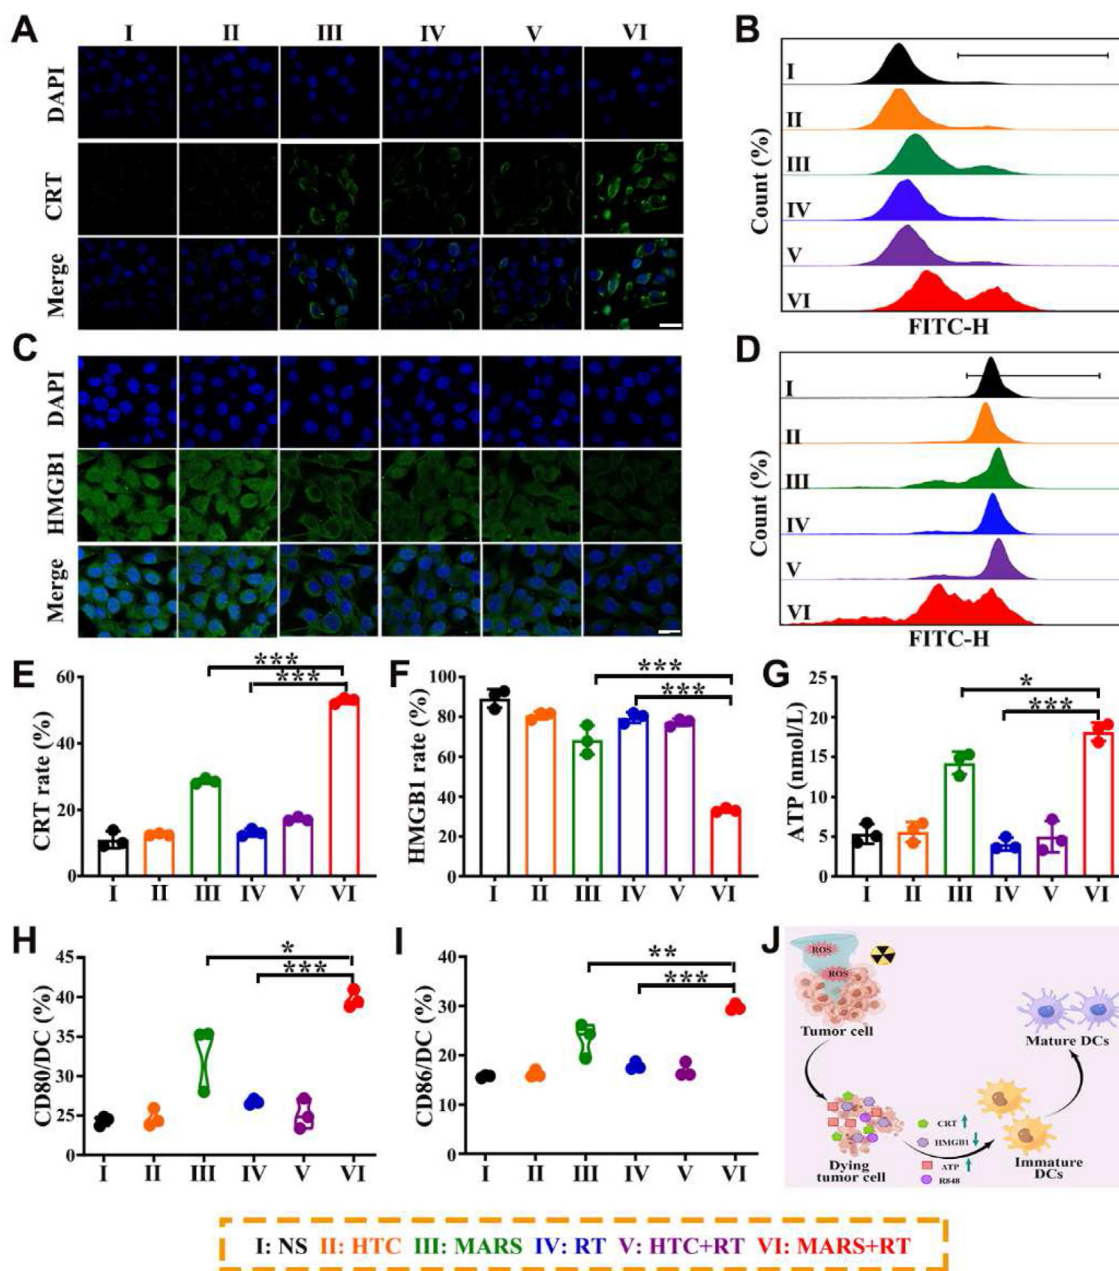 A
I II III IV V VI
DAPI
CRT
Merge
B
I
II
III
IV
V
VI
Count (%)
FITC-H
C
DAPI
HMGB1
Merge
D
I
II
III
IV
V
VI
Count (%)
FITC-H
E
CRT rate (%)
60
40
20
0
***
***
I II III IV V VI
F
HMGB1 rate (%)
100
80
60
40
20
0
***
***
I II III IV V VI
G
ATP (nmol/L)
25
20
15
10
5
0
*
***
I II III IV V VI
H
CD80/DC (%)
45
40
35
25
15
0
*
***
I II III IV V VI
I
CD86/DC (%)
40
30
20
10
0
**
***
I II III IV V VI
J
ROS
ROS
Tumor cell
Mature DCs
CRT
HMGB1
ATP
R848
Dying
tumor cell
Immature
DCs
I: NS II: HTC III: MARS IV: RT V: HTC+RT VI: MARS+RT